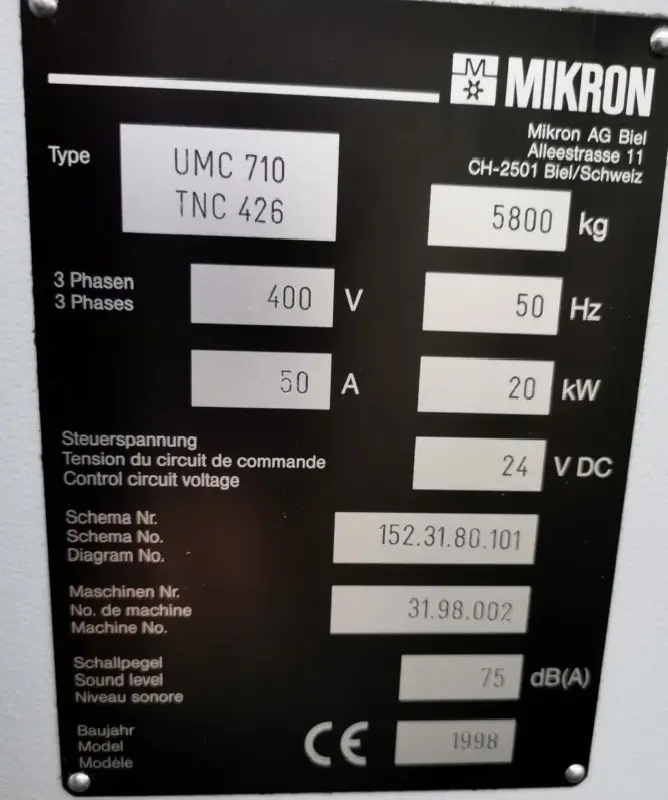 MIKRON
Mikron AG Biel
Alleestrasse 11
CH-2501 Biel/Schweiz
Type
UMC 710
TNC 426
5800 kg
3 Phasen
3 Phases
400 V
50 Hz
50 A
20 kW
Steuerspannung
Tension du circuit de commande
Control circuit voltage
24 V DC
Schema Nr.
Schema No.
Diagram No.
152.31.80.101
Maschinen Nr.
No. de machine
Machine No.
31.98.002
Schallpegel
Sound level
Niveau sonore
75 dB(A)
Baujahr
Model
Modèle
CE
1998